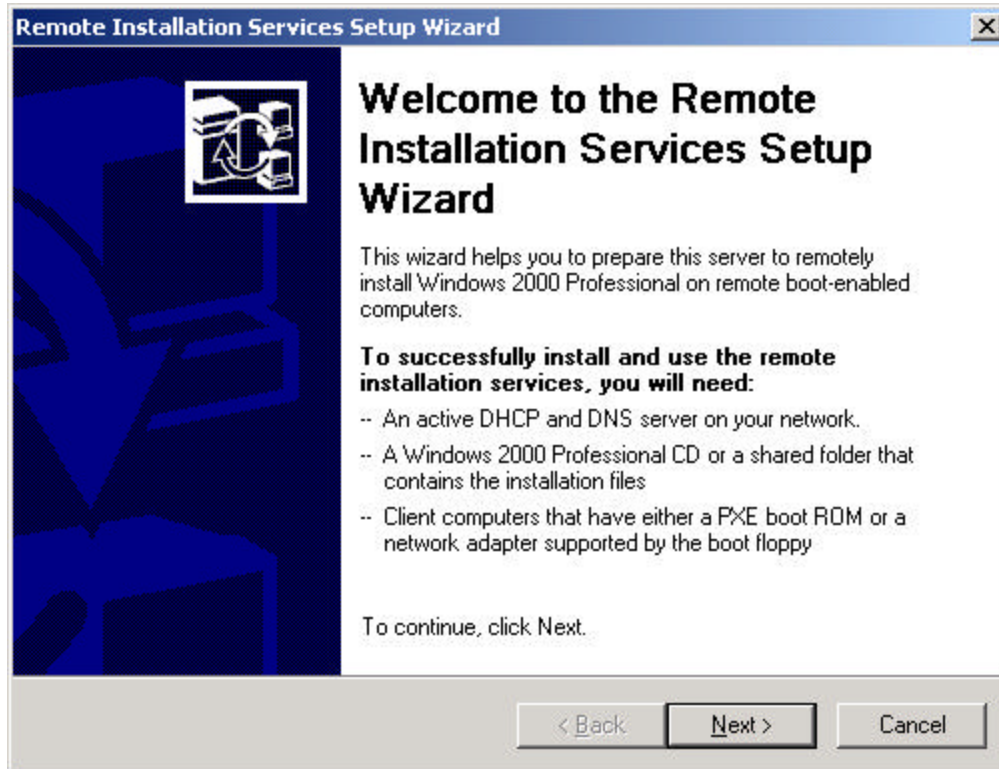 Remote Installation Services Setup Wizard
Welcome to the Remote
Installation Services Setup
Wizard
This wizard helps you to prepare this server to remotely
install Windows 2000 Professional on remote boot-enabled
computers.
To successfully install and use the remote
installation services, you will need:
-- An active DHCP and DNS server on your network.
-- A Windows 2000 Professional CD or a shared folder that
contains the installation files
-- Client computers that have either a PXE boot ROM or a
network adapter supported by the boot floppy
To continue, click Next.
< Back
Next >
Cancel